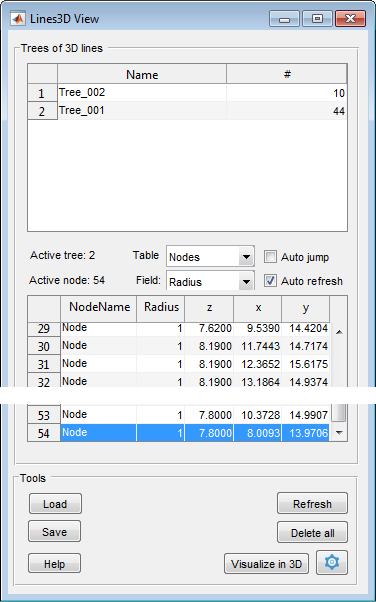 Lines3D View
Trees of 3D lines
Name #
1 Tree_002 10
2 Tree_001 44
Active tree: 2 Table Nodes Auto jump
Active node: 54 Field: Radius Auto refresh
NodeName Radius z x y
29 Node 1 7.6200 9.5390 14.4204
30 Node 1 8.1900 11.7443 14.7174
31 Node 1 8.1900 12.3652 15.6175
32 Node 1 8.1900 13.1864 14.9374
53 Node 1 7.8000 10.3728 14.9907
54 Node 1 7.8000 8.0093 13.9706
Tools
Load Refresh
Save Delete all
Help Visualize in 3D